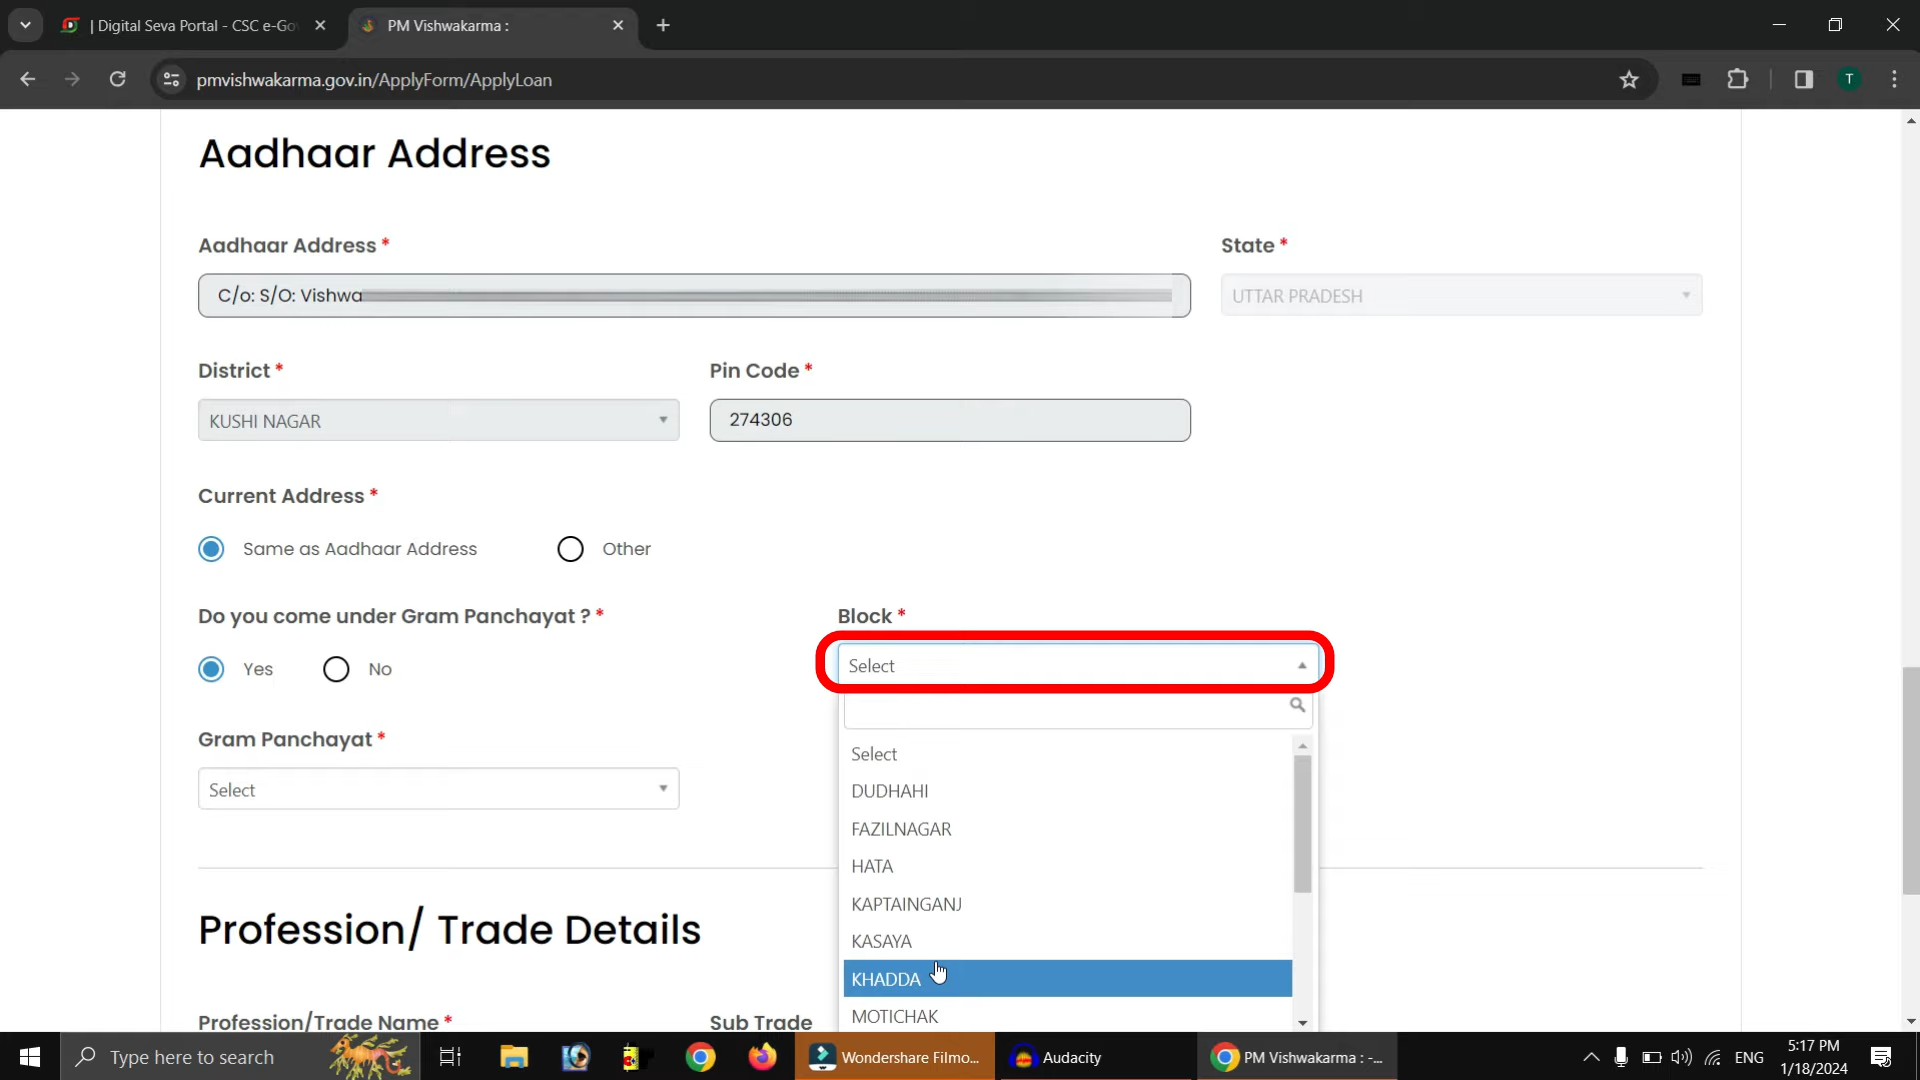 | Digital Seva Portal - CSC e-Go
PM Vishwakarma :
pmvishwakarma.gov.in/ApplyForm/ApplyLoan
T
Aadhaar Address
Aadhaar Address *
State *
C/o: S/O: Vishwa
UTTAR PRADESH
District *
Pin Code *
KUSHI NAGAR
274306
Current Address *
Same as Aadhaar Address
Other
Do you come under Gram Panchayat ? *
Block *
Yes
No
Select
Gram Panchayat *
Select
Select
DUDHAHI
FAZILNAGAR
HATA
KAPTAINGANJ
KASAYA
KHADDA
MOTICHAK
Profession/ Trade Details
Profession/Trade Name *
Sub Trade
Type here to search
Wondershare Filmo...
Audacity
PM Vishwakarma : -...
ENG
5:17 PM
1/18/2024